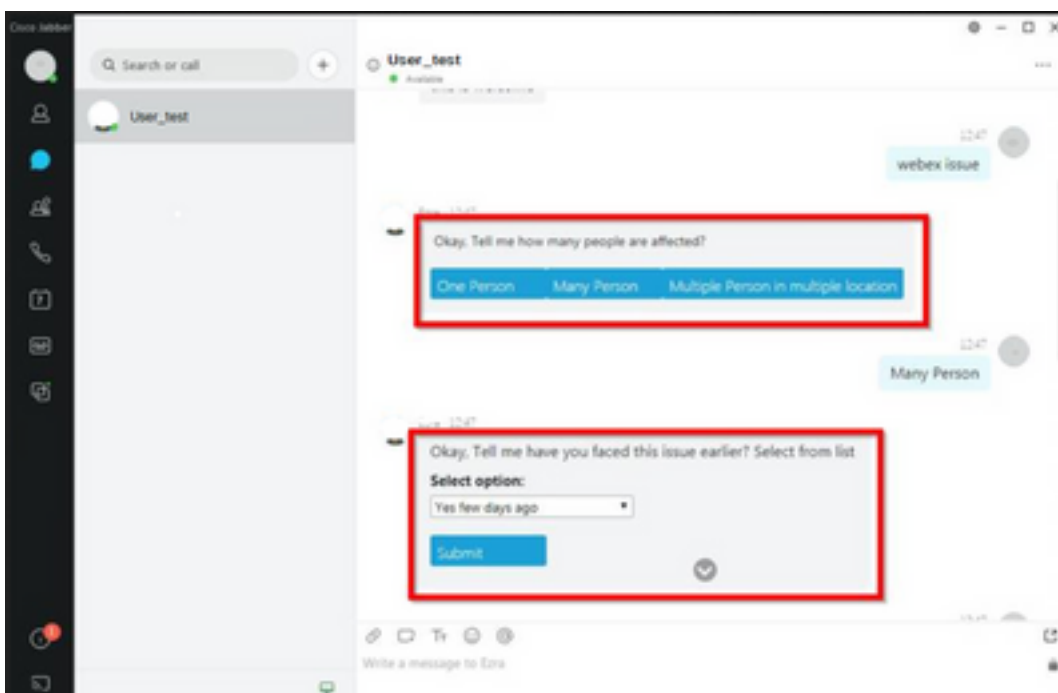 Cisco Jabber
Search or call
User_test
User_test
Available
12:47
webex issue
12:47
Okay, Tell me how many people are affected?
One Person Many Person Multiple Person in multiple location
12:47
Many Person
12:47
Okay, Tell me have you faced this issue earlier? Select from list
Select option:
Yes few days ago
Submit
Write a message to Ezra